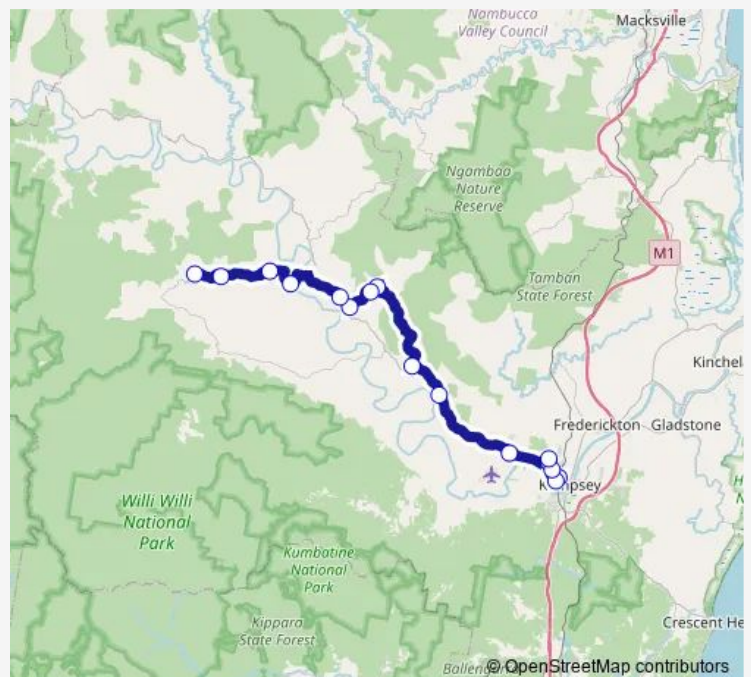 Nambucca
Valley Council
Macksville
Ngambaa
Nature
Reserve
M1
Tamban
State Forest
Kinchel
Frederickton
Gladstone
Willi Willi
National
Park
Kumbatine
National
Park
Kippara
State Forest
Crescent He
© OpenStreetMap contributors